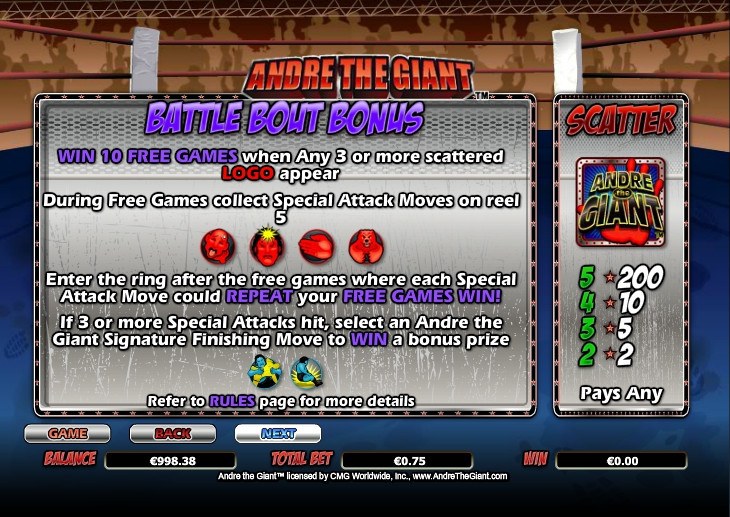 ANDRE THE GIANT™
BATTLE BOUT BONUS
WIN 10 FREE GAMES when Any 3 or more scattered
LOGO appear
During Free Games collect Special Attack Moves on reel
5
Enter the ring after the free games where each Special
Attack Move could REPEAT your FREE GAMES WIN!
If 3 or more Special Attacks hit, select an Andre the
Giant Signature Finishing Move to WIN a bonus prize
Refer to RULES page for more details
SCATTER
ANDRE
the
GIANT
5 ★ 200
4 ★ 10
3 ★ 5
2 ★ 2
Pays Any
GAME BACK NEXT
BALANCE €998.38 TOTAL BET €0.75 WIN €0.00
Andre the Giant™ licensed by CMG Worldwide, Inc., www.AndreTheGiant.com